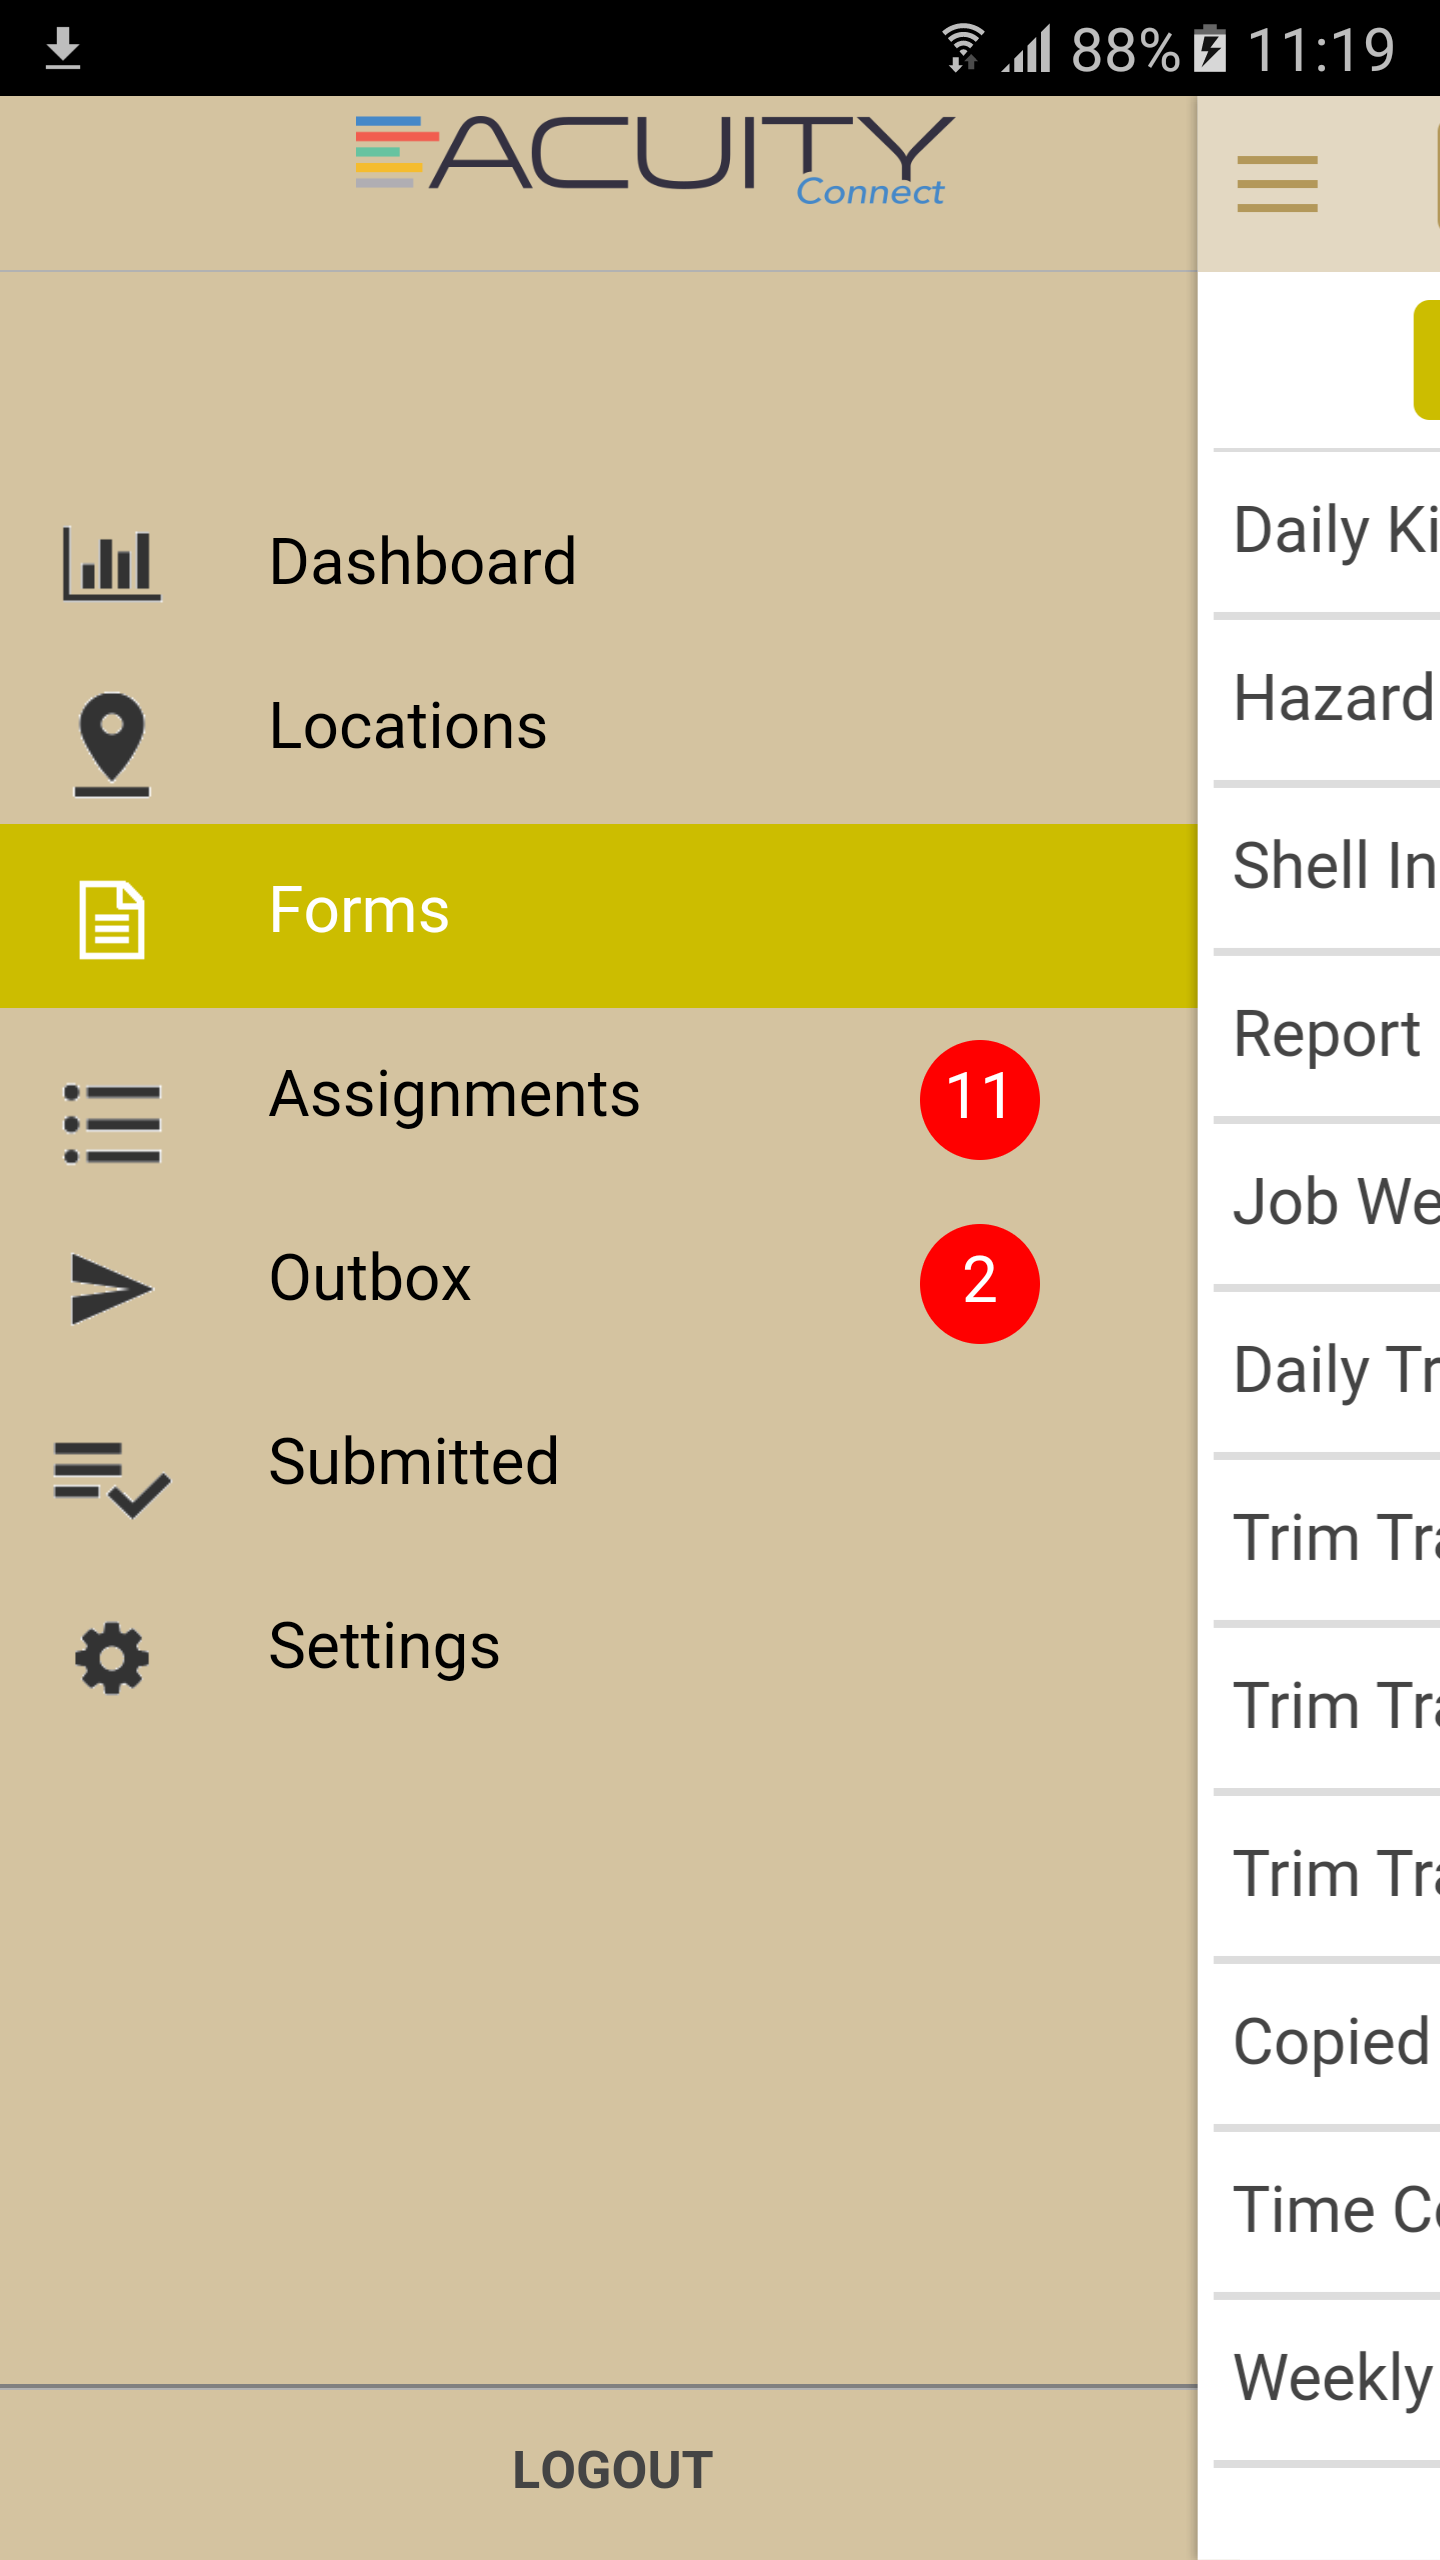 88% 11:19
ACUITY
Connect
Dashboard
Locations
Forms
Assignments 11
Outbox 2
Submitted
Settings
LOGOUT
Daily Ki
Hazard
Shell In
Report
Job We
Daily Tr
Trim Tra
Trim Tra
Trim Tra
Copied
Time Co
Weekly